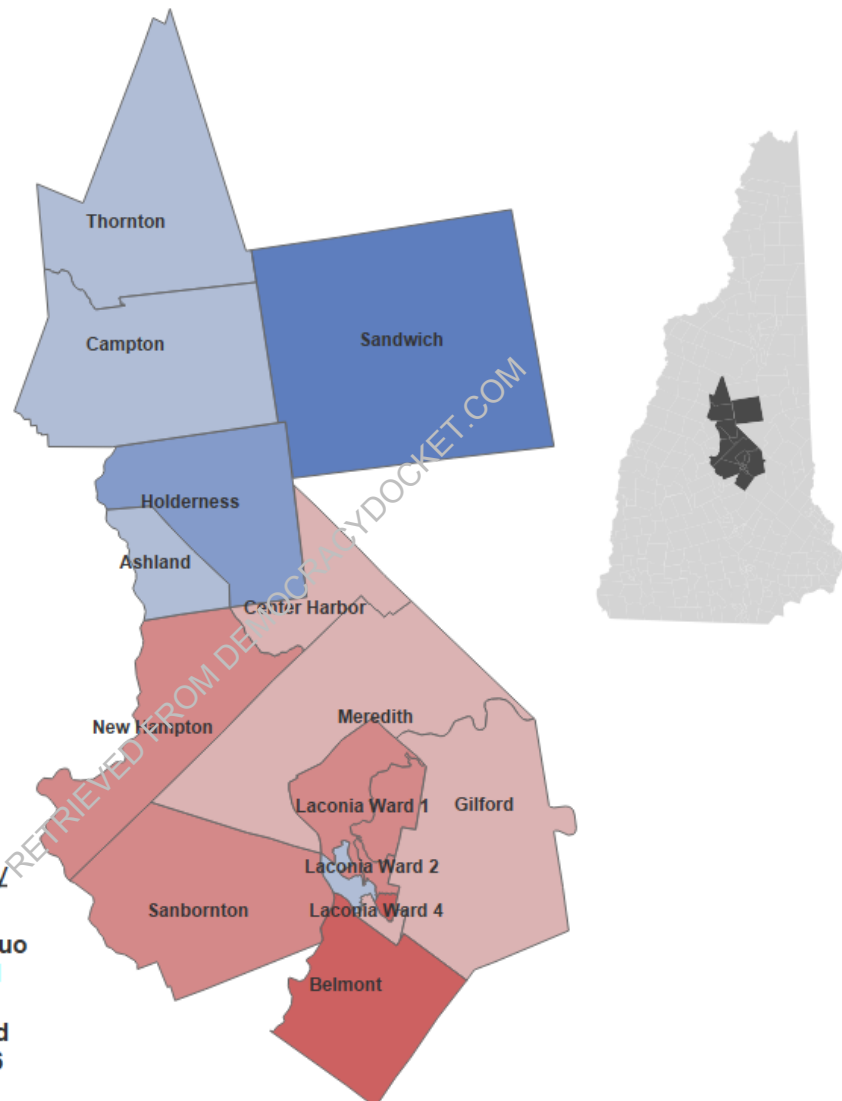 Thornton
Campton
Sandwich
Holderness
Ashland
Center Harbor
New Hampton
Meredith
Laconia Ward 1
Gilford
Laconia Ward 2
Sanbornton
Laconia Ward 4
Belmont
RETRIEVED FROM DEMOCRACYDOCKET.COM
uo
d